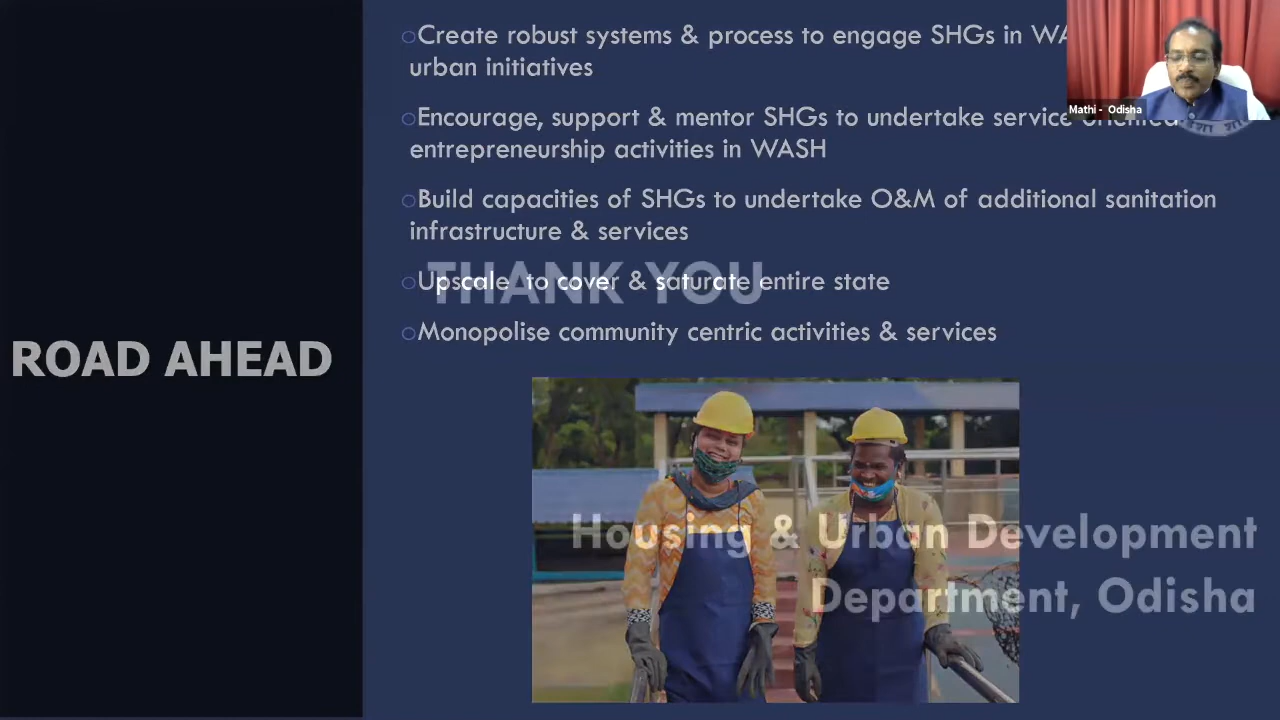 Create robust systems & process to engage SHGs in
urban initiatives
Encourage, support & mentor SHGs to undertake service oriented
entrepreneurship activities in WASH
Build capacities of SHGs to undertake O&M of additional sanitation
infrastructure & services
Upscale to cover & saturate entire state
THANK YOU
Monopolise community centric activities & services
ROAD AHEAD
Housing & Urban Development
Department, Odisha
Mathi - Odisha